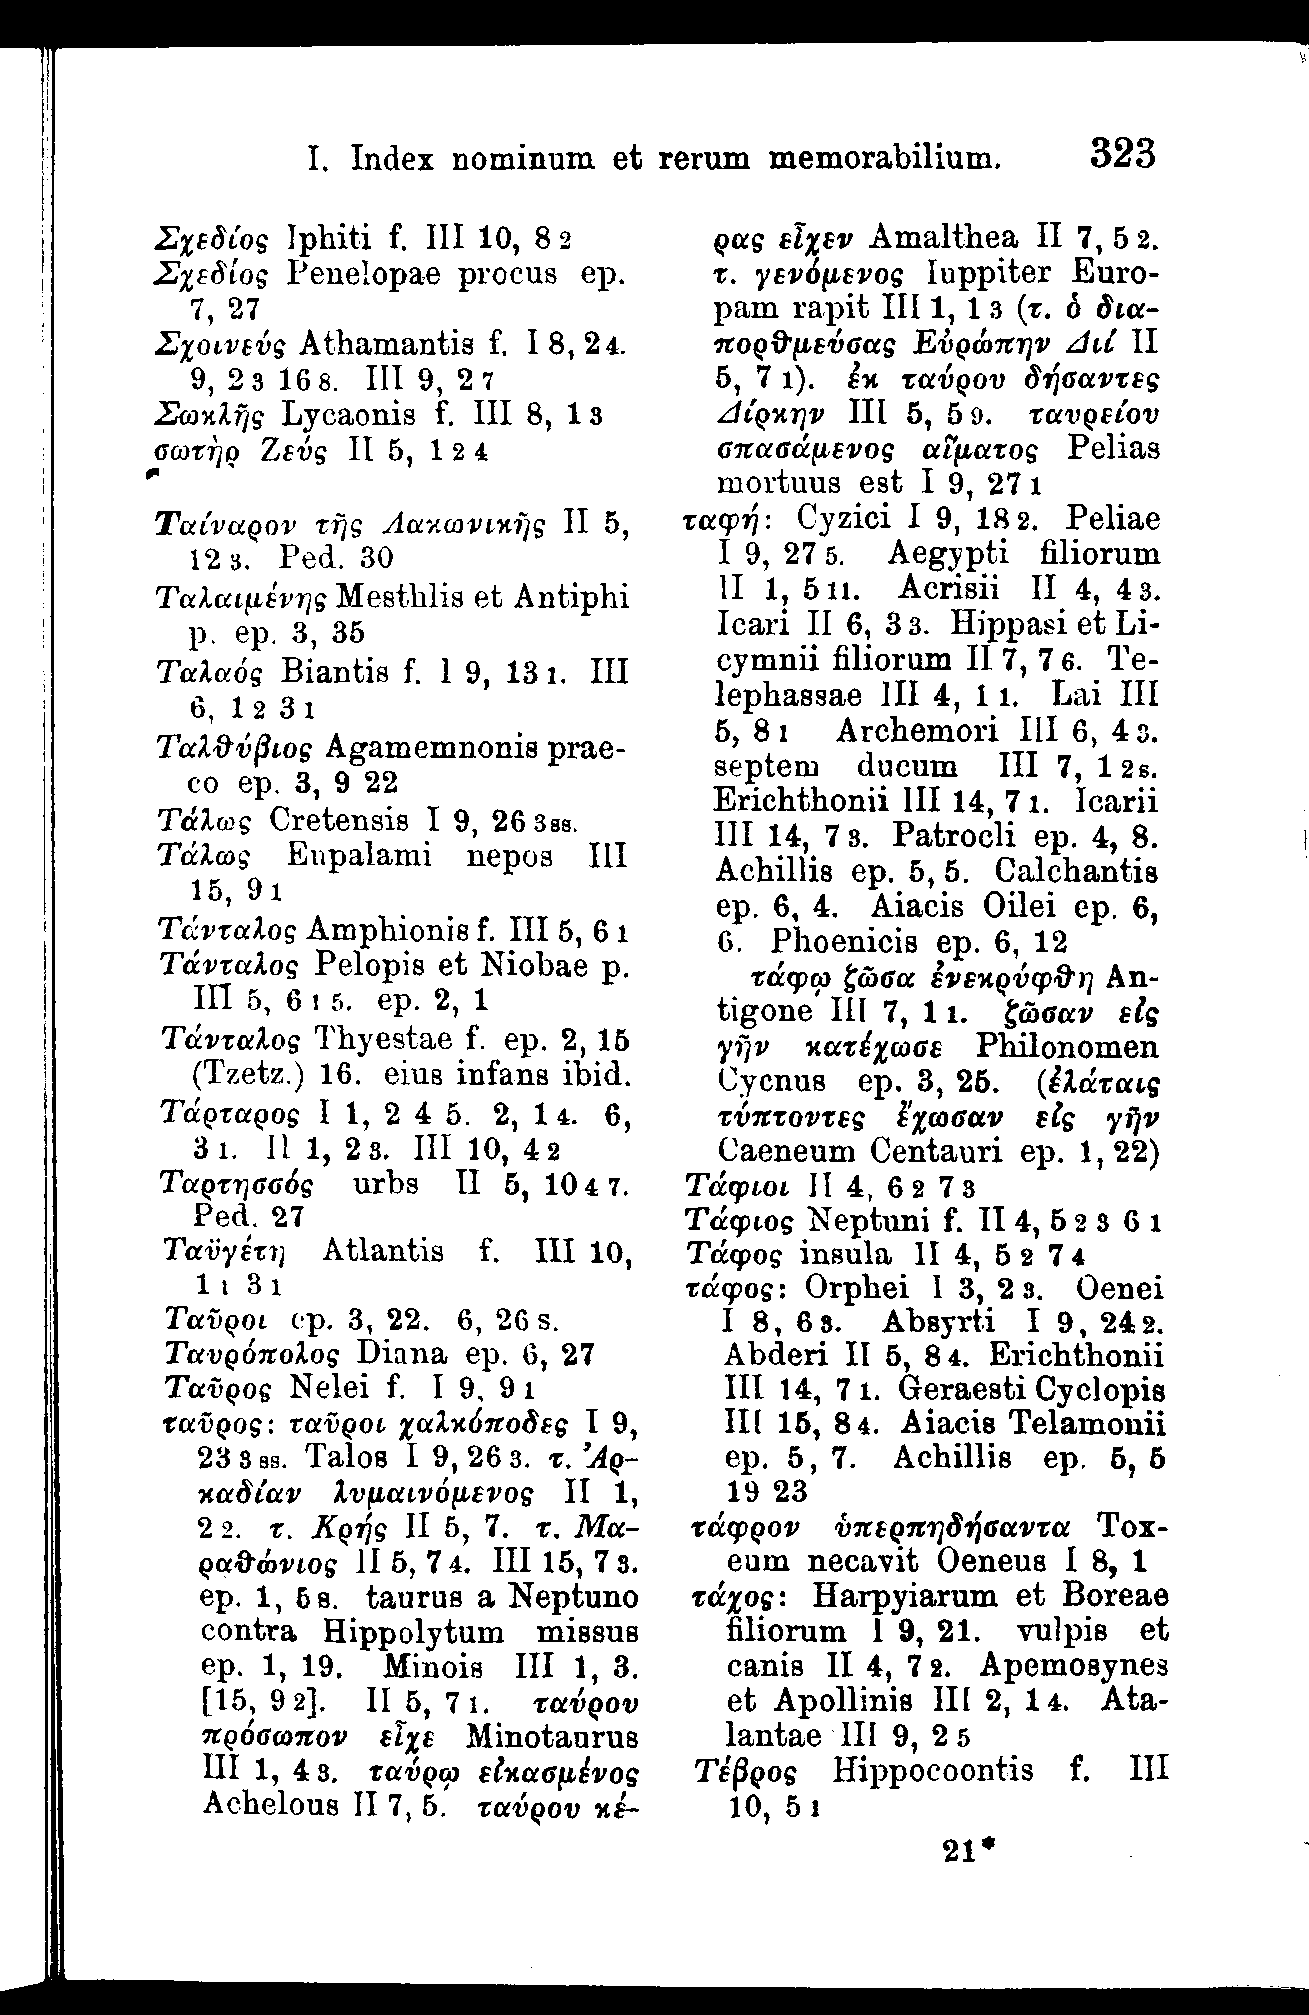 I. Index nominum et rerum memorabilium. 323
Σχεδίος Iphiti f. III 10, 8 2
Σχεδίος Penelopae procus ep.
7, 27
Σχοινεύς Athamantis f. I 8, 2 4.
9, 2 3 16 8. III 9, 2 7
Σωκλῆς Lycaonis f. III 8, 1 3
σωτὴρ Ζεύς II 5, 1 2 4
Ταίναρον τῆς Λακωνικῆς II 5,
12 3. Ped. 30
Ταλαιμένης Mesthlis et Antiphi
p. ep. 3, 35
Ταλαός Biantis f. I 9, 13 1. III
6, 1 2 3 1
Ταλθύβιος Agamemnonis prae-
co ep. 3, 9 22
Τάλως Cretensis I 9, 26 3 ss.
Τάλως Eupalami nepos III
15, 9 1
Τάνταλος Amphionis f. III 5, 6 1
Τάνταλος Pelopis et Niobae p.
III 5, 6 1 5. ep. 2, 1
Τάνταλος Thyestae f. ep. 2, 15
(Tzetz.) 16. eius infans ibid.
Τάρταρος I 1, 2 4 5. 2, 1 4. 6,
3 1. II 1, 2 3. III 10, 4 2
Ταρτησσός urbs II 5, 10 4 7.
Ped. 27
Ταϋγέτη Atlantis f. III 10,
1 1 3 1
Ταῦροι ep. 3, 22. 6, 26 s.
Ταυρόπολος Diana ep. 6, 27
Ταῦρος Nelei f. I 9, 9 1
ταῦρος: ταῦροι χαλκόποδες I 9,
23 3 ss. Talos I 9, 26 3. τ. Ἀρ-
καδίαν λυμαινόμενος II 1,
2 2. τ. Κρής II 5, 7. τ. Μα-
ραθώνιος II 5, 7 4. III 15, 7 3.
ep. 1, 5 s. taurus a Neptuno
contra Hippolytum missus
ep. 1, 19. Minois III 1, 3.
[15, 9 2]. II 5, 7 1. ταύρου
πρόσωπον εἶχε Minotaurus
III 1, 4 3. ταύρῳ εἰκασμένος
Achelous II 7, 5. ταύρου κέ-
ρας εἶχεν Amalthea II 7, 5 2.
τ. γενόμενος Iuppiter Euro-
pam rapit III 1, 1 3 (τ. ὁ δια-
πορθμεύσας Εὐρώπην Διί II
5, 7 1). ἐκ ταύρου δήσαντες
Δίρκην III 5, 5 9. ταυρείου
σπασάμενος αἵματος Pelias
mortuus est I 9, 27 1
ταφή: Cyzici I 9, 18 2. Peliae
I 9, 27 5. Aegypti filiorum
II 1, 5 11. Acrisii II 4, 4 3.
Icari II 6, 3 3. Hippasi et Li-
cymnii filiorum II 7, 7 6. Te-
lephassae III 4, 1 1. Lai III
5, 8 1 Archemori III 6, 4 3.
septem ducum III 7, 1 2 s.
Erichthonii III 14, 7 1. Icarii
III 14, 7 3. Patrocli ep. 4, 8.
Achillis ep. 5, 5. Calchantis
ep. 6, 4. Aiacis Oilei ep. 6,
6. Phoenicis ep. 6, 12
τάφῳ ζῶσα ἐνεκρύφθη An-
tigone III 7, 1 1. ζῶσαν εἰς
γῆν κατέχωσε Philonomen
Cycnus ep. 3, 25. (ἐλάταις
τύπτοντες ἔχωσαν εἰς γῆν
Caeneum Centauri ep. 1, 22)
Τάφιοι II 4, 6 2 7 3
Τάφιος Neptuni f. II 4, 5 2 3 6 1
Τάφος insula II 4, 5 2 7 4
τάφος: Orphei I 3, 2 3. Oenei
I 8, 6 3. Absyrti I 9, 24 2.
Abderi II 5, 8 4. Erichthonii
III 14, 7 1. Geraesti Cyclopis
III 15, 8 4. Aiacis Telamonii
ep. 5, 7. Achillis ep. 5, 5
19 23
τάφρον ὑπερπηδήσαντα Tox-
eum necavit Oeneus I 8, 1
τάχος: Harpyiarum et Boreae
filiorum I 9, 21. vulpis et
canis II 4, 7 2. Apemosynes
et Apollinis III 2, 1 4. Ata-
lantae III 9, 2 5
Τέβρος Hippocoontis f. III
10, 5 1
21*